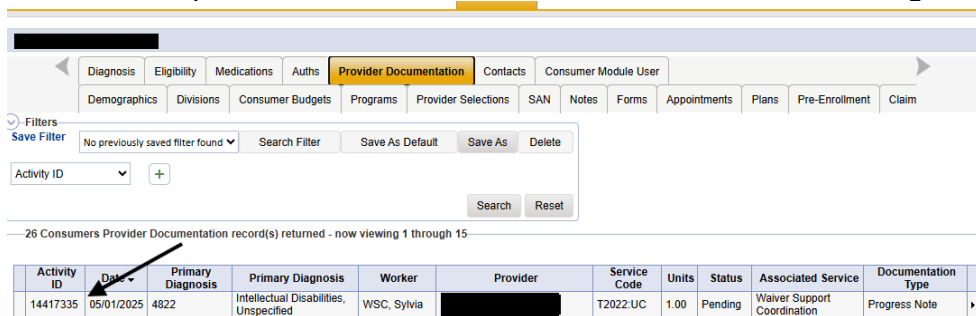 Diagnosis Eligibility Medications Auths Provider Documentation Contacts Consumer Module User
Demographics Divisions Consumer Budgets Programs Provider Selections SAN Notes Forms Appointments Plans Pre-Enrollment Claim
Filters
Save Filter No previously saved filter found Search Filter Save As Default Save As Delete
Activity ID +
Search Reset
26 Consumers Provider Documentation record(s) returned - now viewing 1 through 15
Activity ID Date Primary Diagnosis Primary Diagnosis Worker Provider Service Code Units Status Associated Service Documentation Type
14417335 05/01/2025 4822 Intellectual Disabilities, Unspecified WSC, Sylvia T2022:UC 1.00 Pending Waiver Support Coordination Progress Note